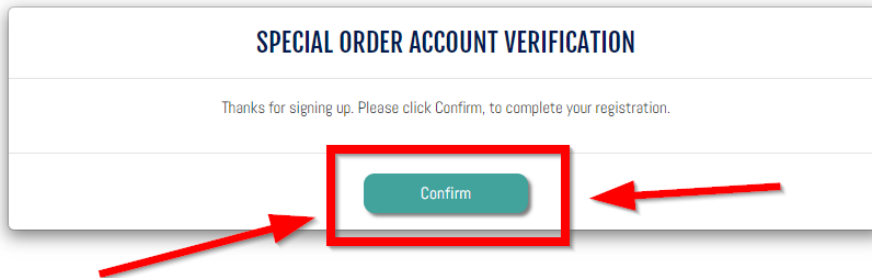 SPECIAL ORDER ACCOUNT VERIFICATION
Thanks for signing up. Please click Confirm, to complete your registration.
Confirm